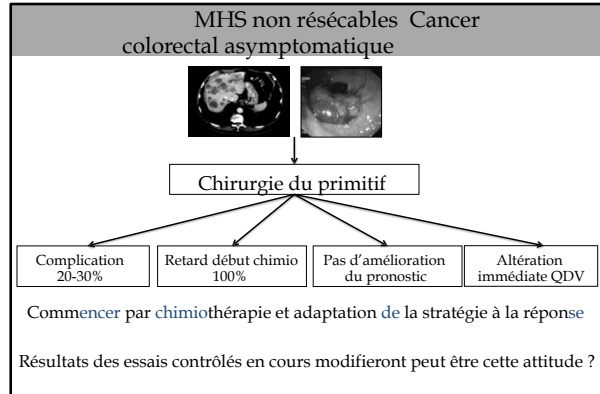 MHS non résécables Cancer
colorectal asymptomatique
Chirurgie du primitif
Complication
20-30%
Retard début chimio
100%
Pas d'amélioration
du pronostic
Altération
immédiate QDV
Commencer par chimiothérapie et adaptation de la stratégie à la réponse
Résultats des essais contrôlés en cours modifieront peut être cette attitude ?